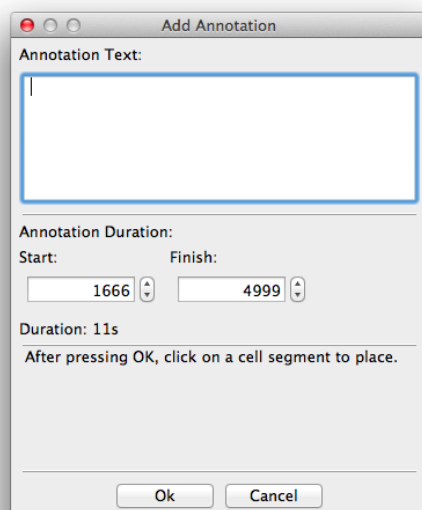 Add Annotation
Annotation Text:
Annotation Duration:
Start: Finish:
1666 4999
Duration: 11s
After pressing OK, click on a cell segment to place.
Ok Cancel